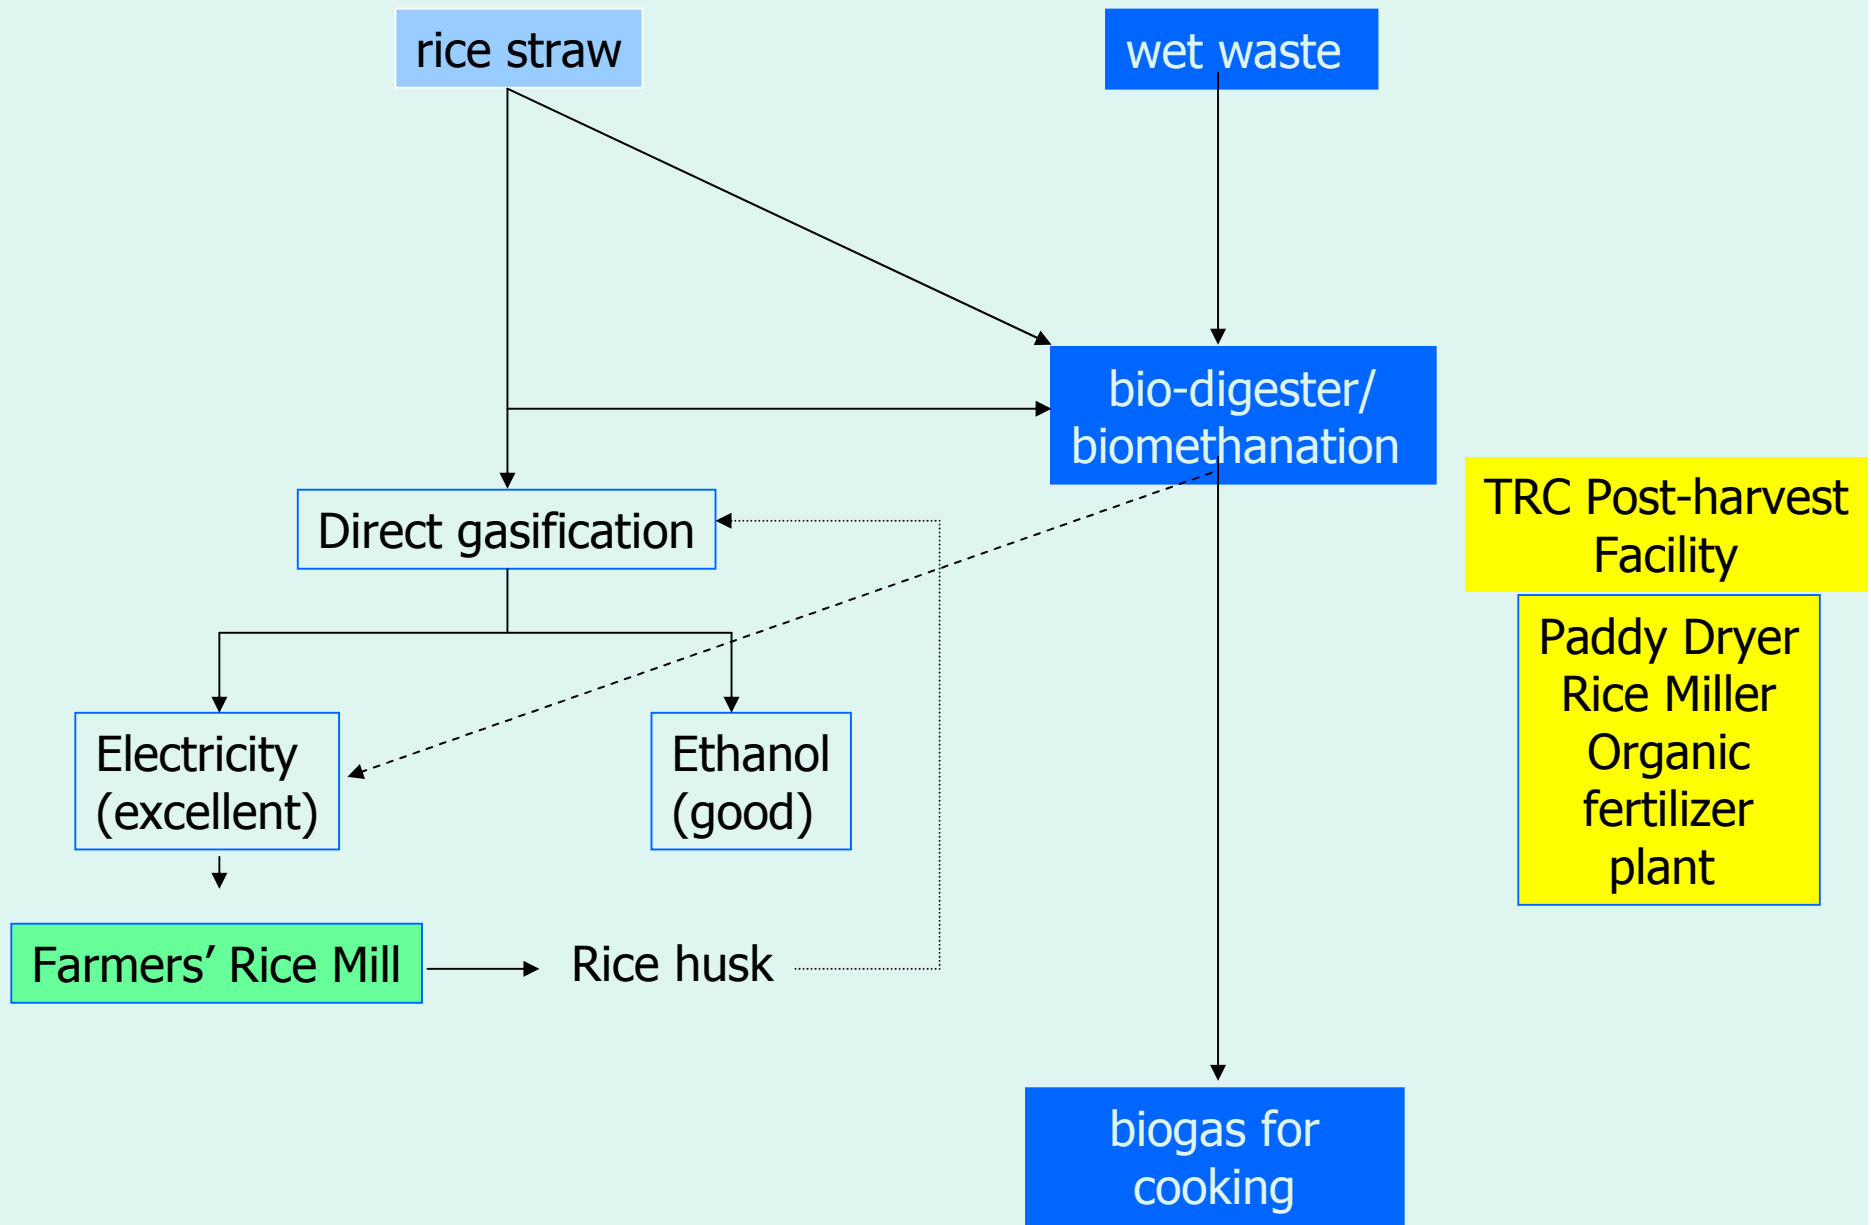 rice straw
wet waste
bio-digester/
biomethanation
TRC Post-harvest
Facility
Direct gasification
Paddy Dryer
Rice Miller
Organic
fertilizer
plant
Electricity
(excellent)
Ethanol
(good)
Farmers’ Rice Mill
Rice husk
biogas for
cooking